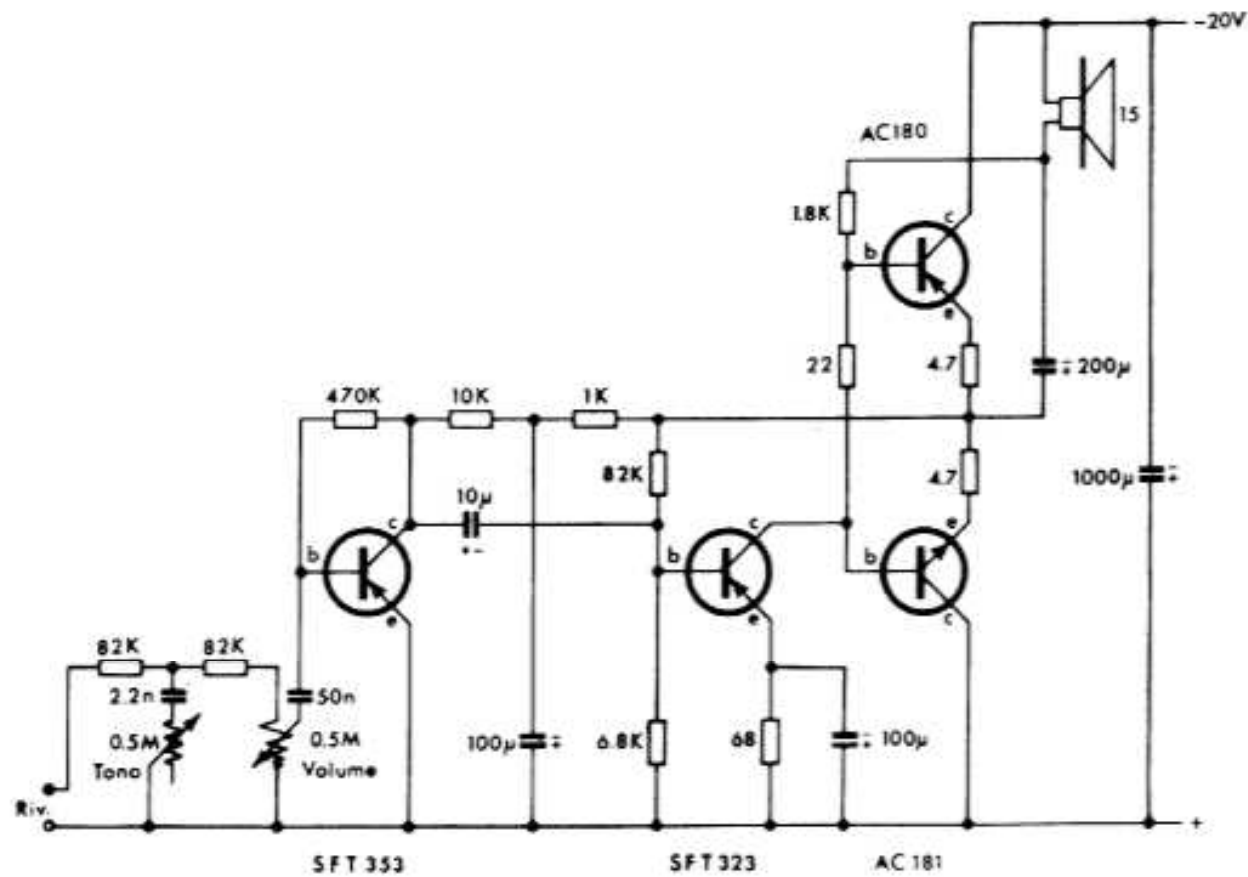 –20V
15
AC180
c
1.8K
b
e
22
4.7
- + 200µ
470K
10K
1K
82K
4.7
1000µ - +
10µ
c
+ -
b
e
c
b
e
e
b
c
82K
82K
2.2n
50n
0.5M
Tono
0.5M
Volume
100µ - +
6.8K
68
- + 100µ
Riv.
+
SFT 353
SFT 323
AC 181